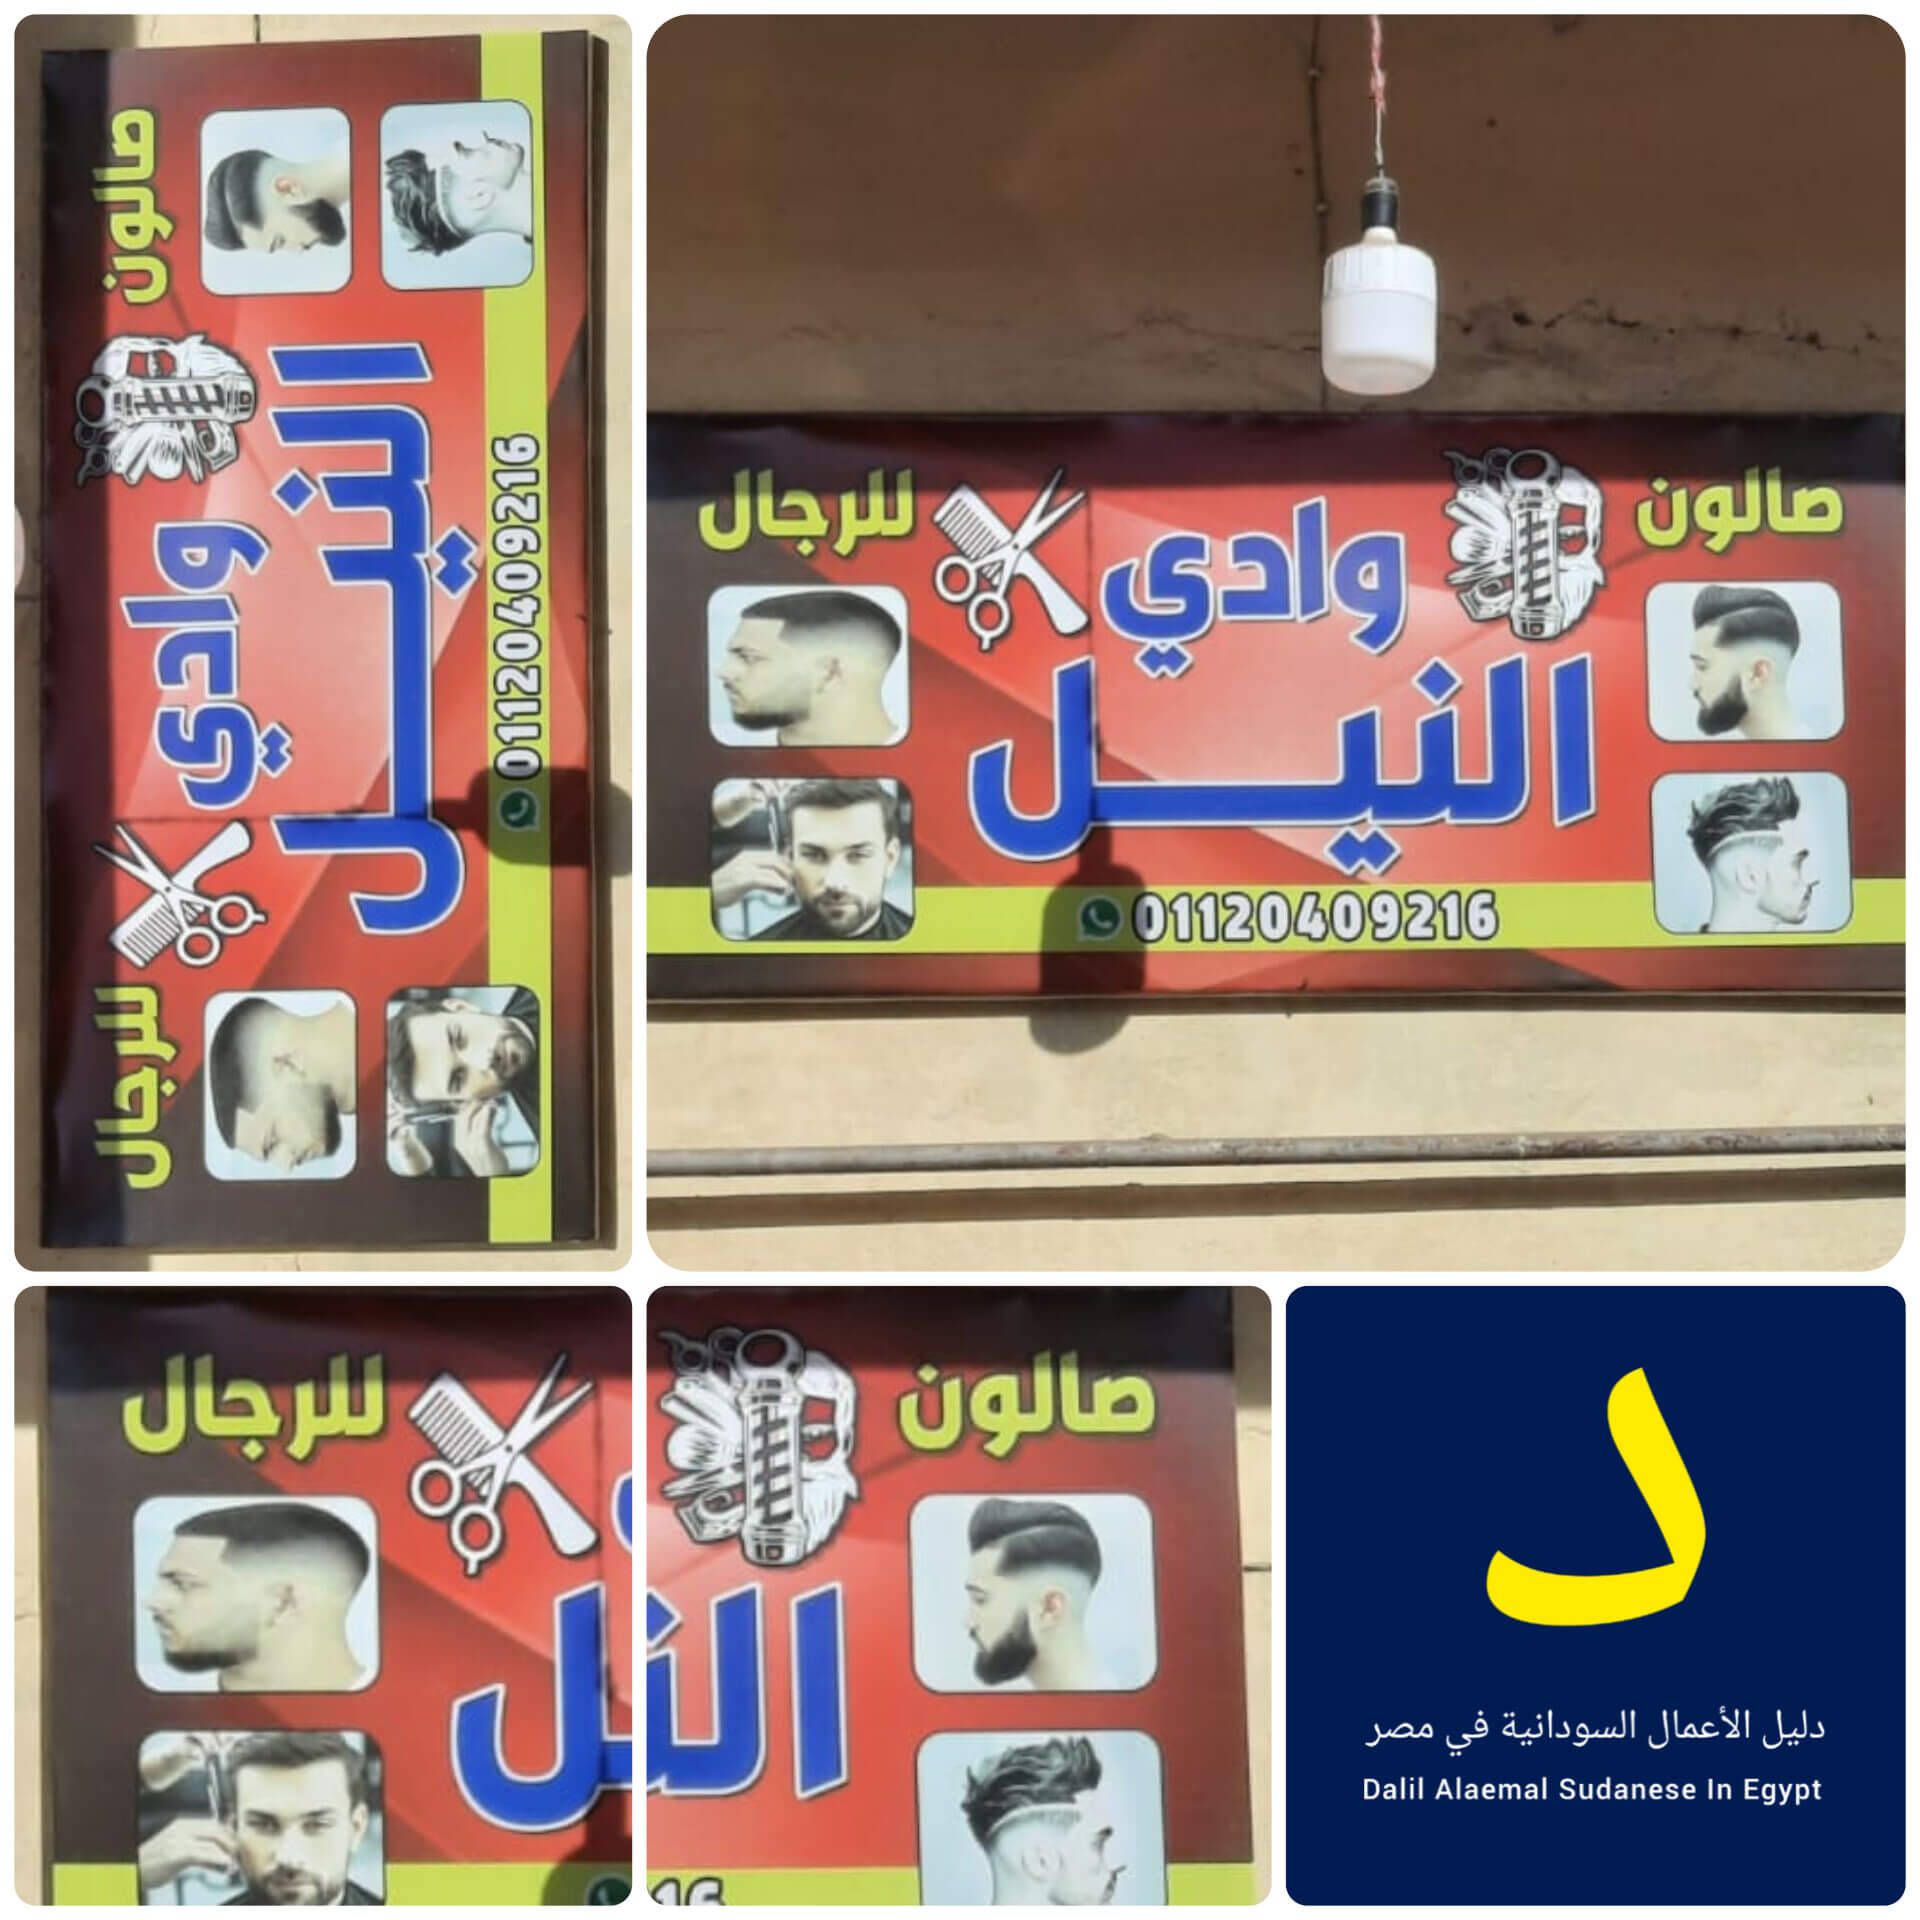 صالون
وادي
النيل
للرجال
01120409216
صالون
وادي
النيل
للرجال
01120409216
للرجال
صالون
النيل
16
دليل الأعمال السودانية في مصر
Dalil Alaemal Sudanese In Egypt